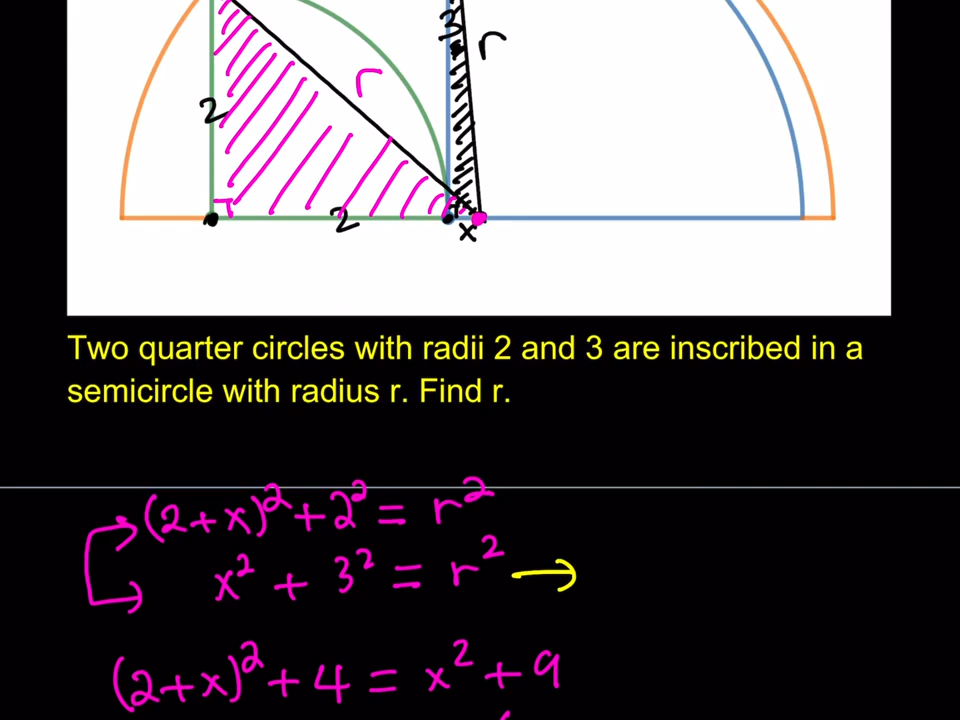 3
r
r
2
2
x
Two quarter circles with radii 2 and 3 are inscribed in a
semicircle with radius r. Find r.
(2+x)² + 2² = r²
x² + 3² = r² →
(2+x)² + 4 = x² + 9